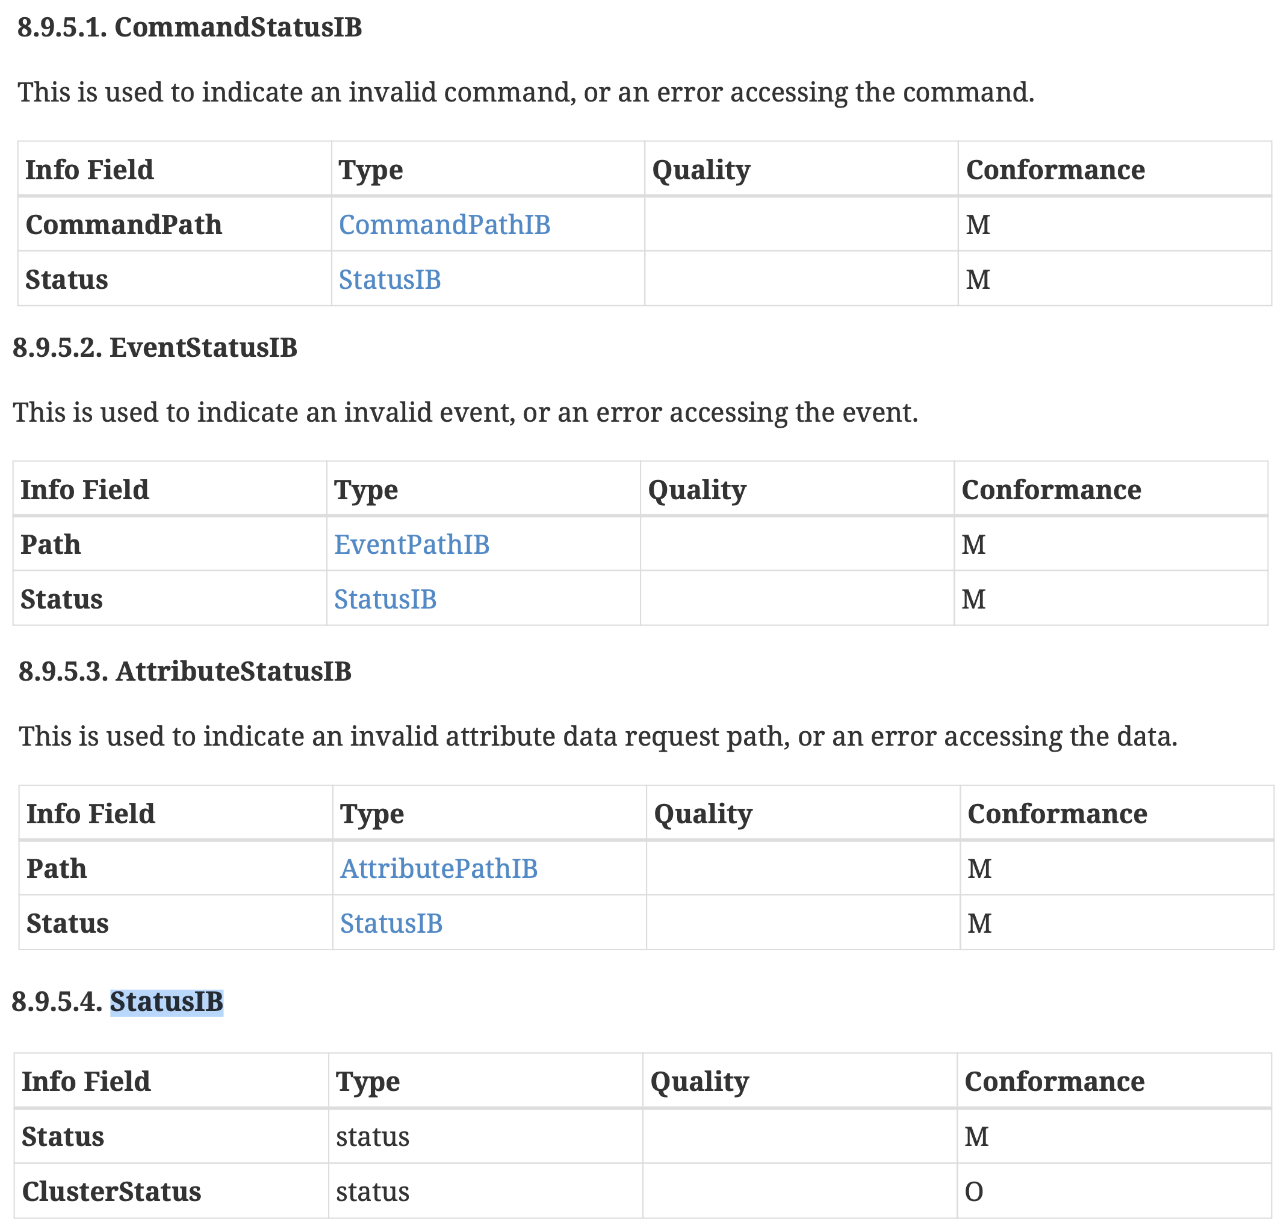 8.9.5.1. CommandStatusIB
This is used to indicate an invalid command, or an error accessing the command.
Info Field Type Quality Conformance
CommandPath CommandPathIB M
Status StatusIB M
8.9.5.2. EventStatusIB
This is used to indicate an invalid event, or an error accessing the event.
Info Field Type Quality Conformance
Path EventPathIB M
Status StatusIB M
8.9.5.3. AttributeStatusIB
This is used to indicate an invalid attribute data request path, or an error accessing the data.
Info Field Type Quality Conformance
Path AttributePathIB M
Status StatusIB M
8.9.5.4. StatusIB
Info Field Type Quality Conformance
Status status M
ClusterStatus status O